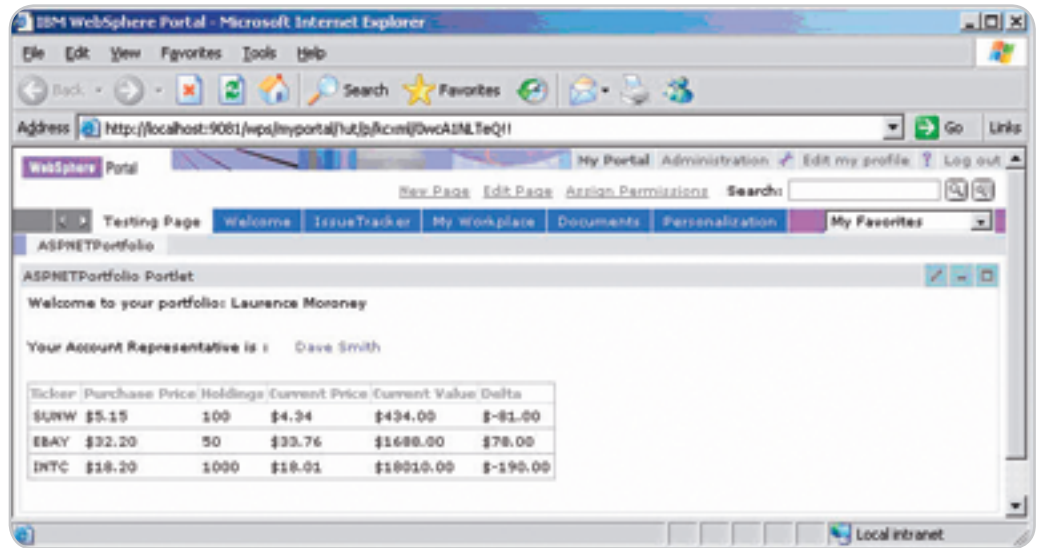 IBM WebSphere Portal - Microsoft Internet Explorer
File Edit View Favorites Tools Help
Back Search Favorites
Address http://localhost:9081/wps/myportal/!ut/p/kcxml/0wcA1NLTeQ!!
Go Links
WebSphere Portal My Portal Administration Edit my profile ? Log out
New Page Edit Page Assign Permissions Search:
Testing Page Welcome IssueTracker My Workplace Documents Personalization My Favorites
ASPNETPortfolio
ASPNETPortfolio Portlet
Welcome to your portfolio: Laurence Moroney
Your Account Representative is : Dave Smith
Ticker Purchase Price Holdings Current Price Current Value Delta
SUNW $5.15 100 $4.34 $434.00 $-81.00
EBAY $32.20 50 $33.76 $1688.00 $78.00
INTC $18.20 1000 $18.01 $18010.00 $-190.00
Local intranet